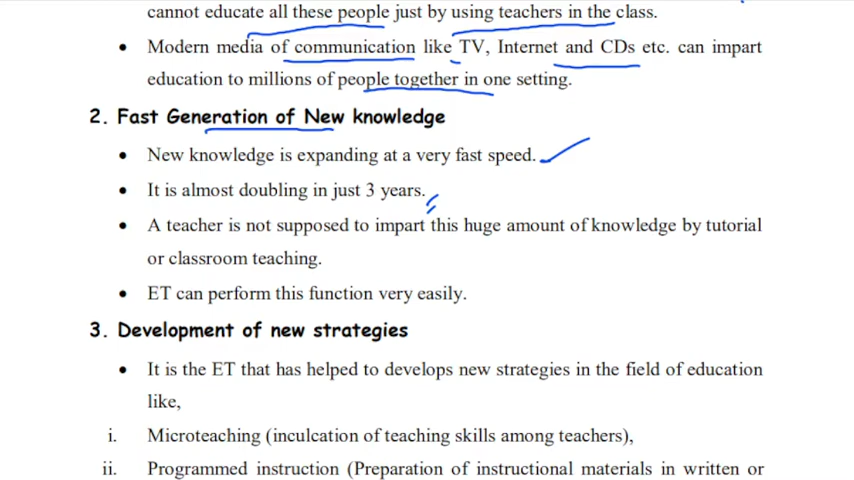 cannot educate all these people just by using teachers in the class.
• Modern media of communication like TV, Internet and CDs etc. can impart
education to millions of people together in one setting.
2. Fast Generation of New knowledge
• New knowledge is expanding at a very fast speed.
• It is almost doubling in just 3 years.
• A teacher is not supposed to impart this huge amount of knowledge by tutorial
or classroom teaching.
• ET can perform this function very easily.
3. Development of new strategies
• It is the ET that has helped to develops new strategies in the field of education
like,
i. Microteaching (inculcation of teaching skills among teachers),
ii. Programmed instruction (Preparation of instructional materials in written or